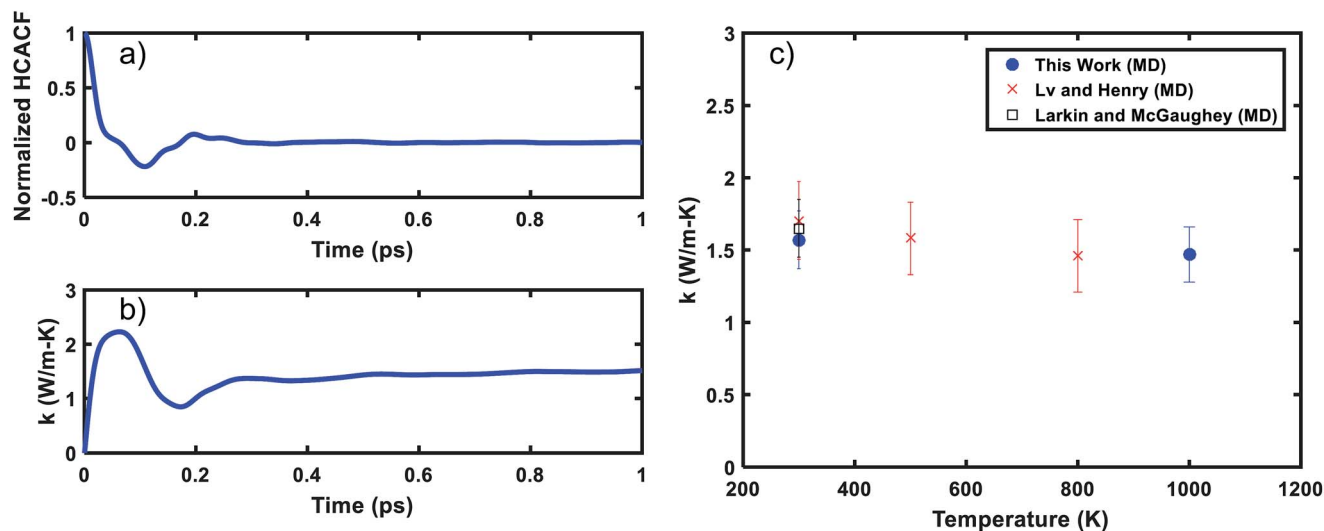 a)
Normalized HCACF
1
0.5
0
-0.5
0 0.2 0.4 0.6 0.8 1
Time (ps)
b)
k (W/m-K)
3
2
1
0
0 0.2 0.4 0.6 0.8 1
Time (ps)
c)
k (W/m-K)
3
2.5
2
1.5
1
0.5
0
200 400 600 800 1000 1200
Temperature (K)
This Work (MD)
Lv and Henry (MD)
Larkin and McGaughey (MD)